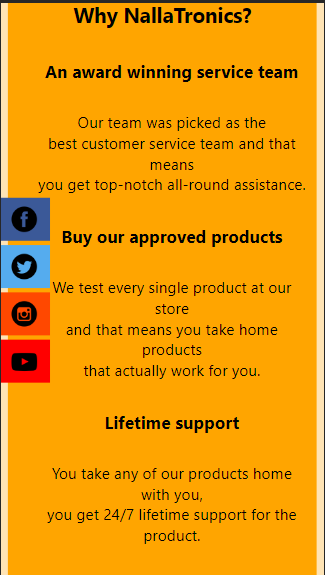 Why NallaTronics?
An award winning service team
Our team was picked as the
best customer service team and that
means
you get top-notch all-round assistance.
Buy our approved products
We test every single product at our
store
and that means you take home
products
that actually work for you.
Lifetime support
You take any of our products home
with you,
you get 24/7 lifetime support for the
product.